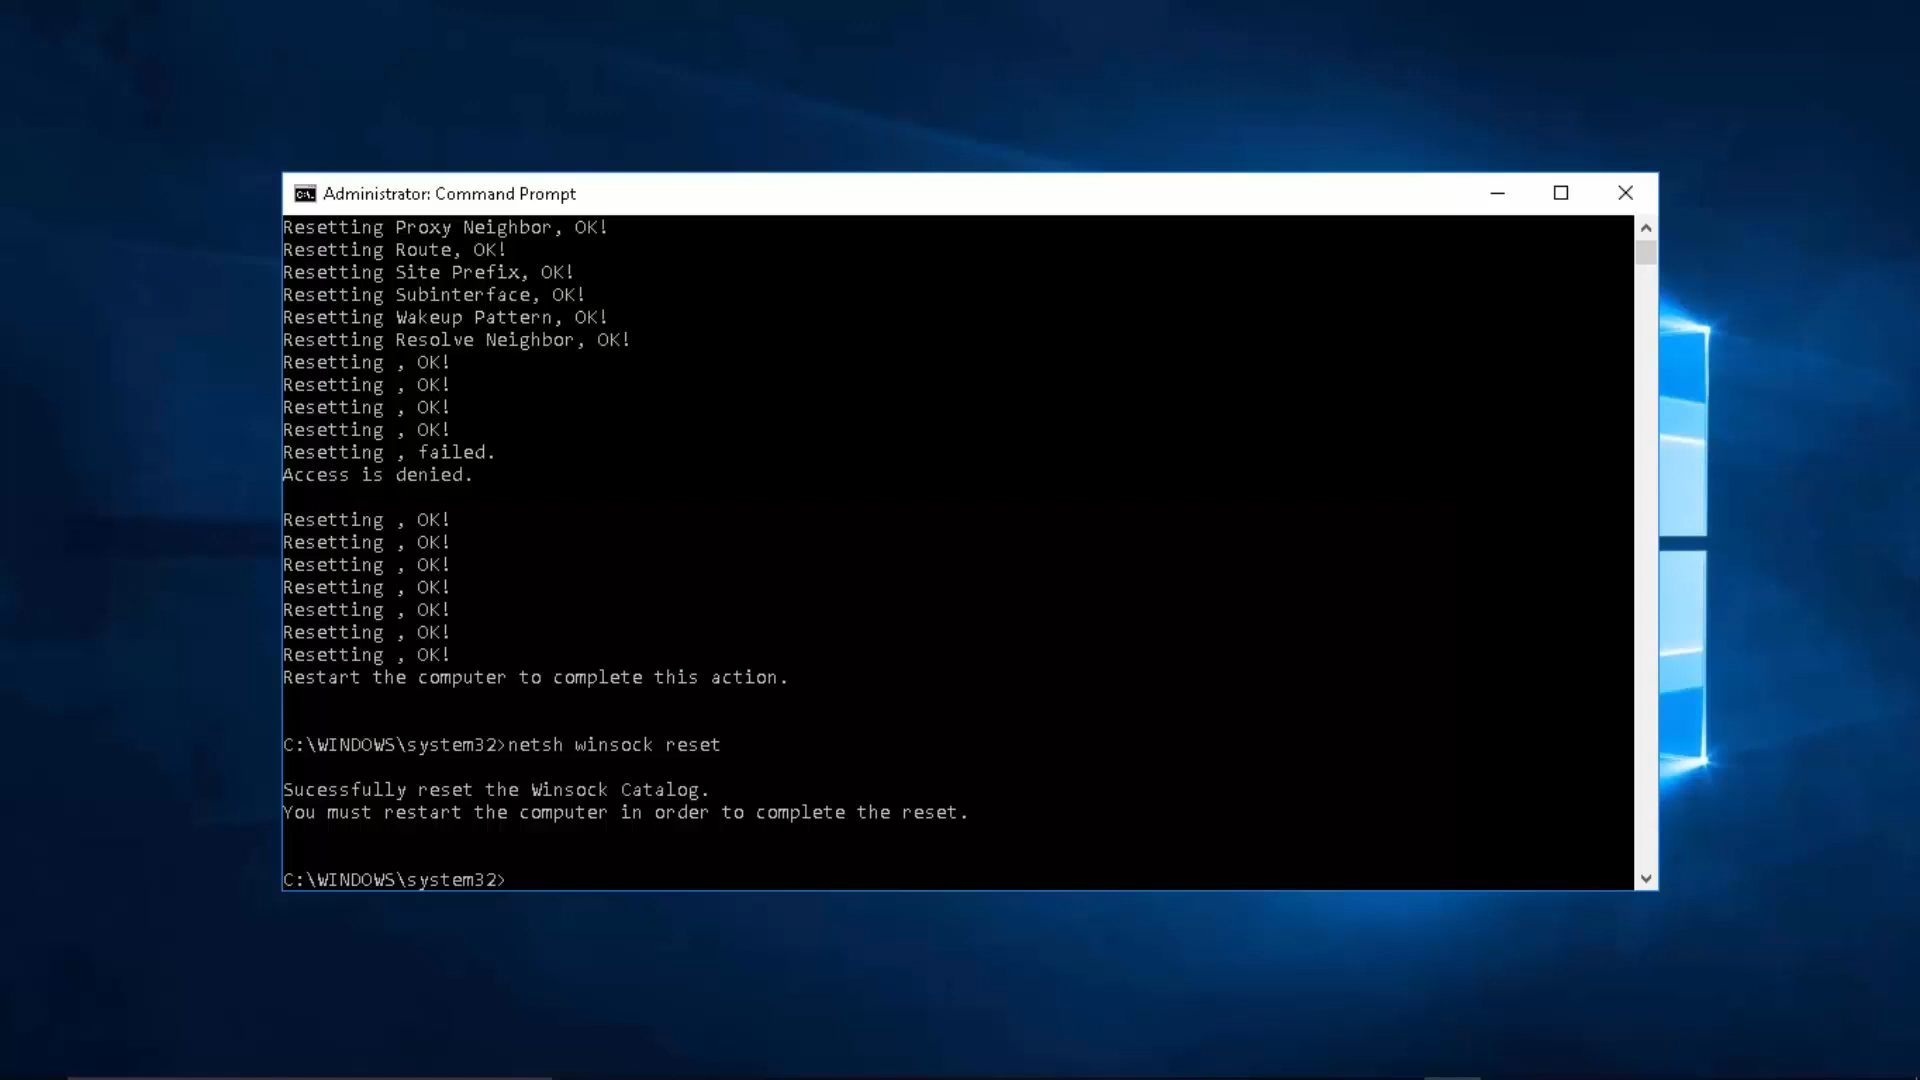 Administrator: Command Prompt
Resetting Proxy Neighbor, OK!
Resetting Route, OK!
Resetting Site Prefix, OK!
Resetting Subinterface, OK!
Resetting Wakeup Pattern, OK!
Resetting Resolve Neighbor, OK!
Resetting , OK!
Resetting , OK!
Resetting , OK!
Resetting , OK!
Resetting , failed.
Access is denied.
Resetting , OK!
Resetting , OK!
Resetting , OK!
Resetting , OK!
Resetting , OK!
Resetting , OK!
Resetting , OK!
Restart the computer to complete this action.
C:\WINDOWS\system32>netsh winsock reset
Sucessfully reset the Winsock Catalog.
You must restart the computer in order to complete the reset.
C:\WINDOWS\system32>